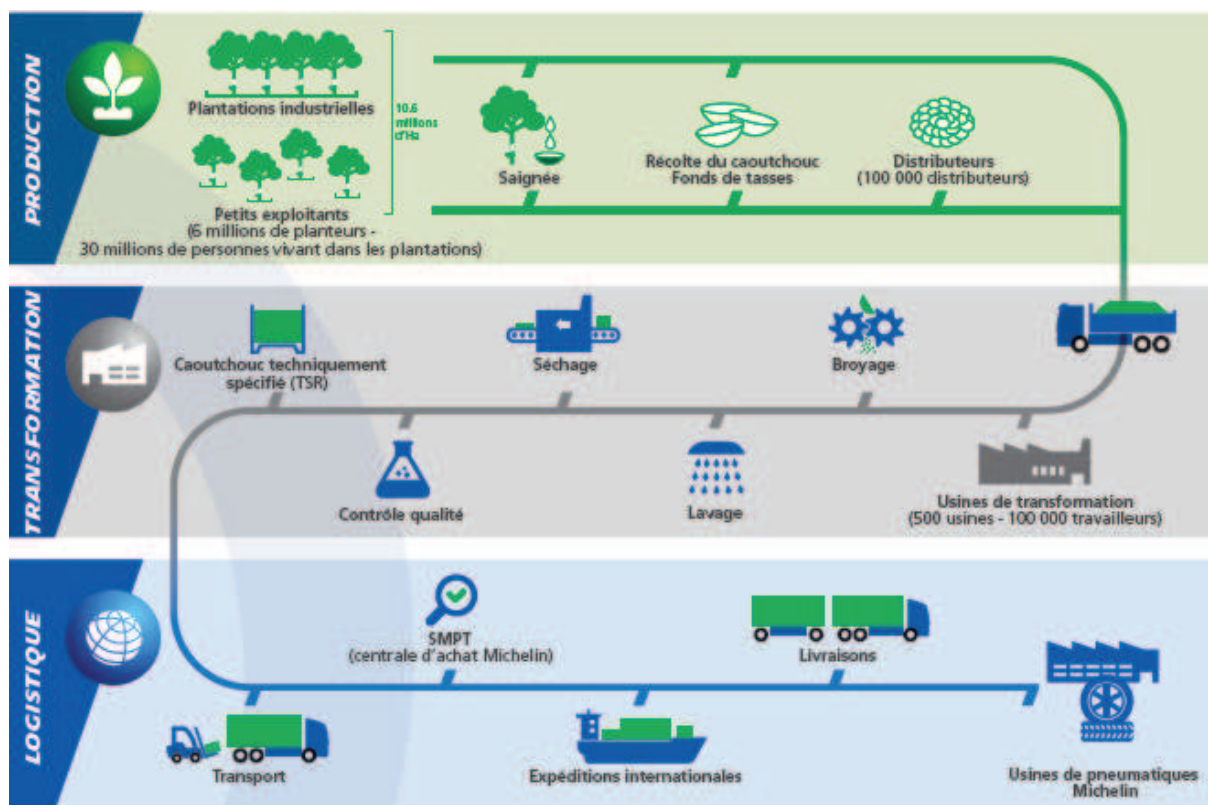 PRODUCTION
Plantations industrielles
10.6
millions
d'Ha
Petits exploitants
(6 millions de planteurs -
30 millions de personnes vivant dans les plantations)
Saignée
Récolte du caoutchouc
Fonds de tasses
Distributeurs
(100 000 distributeurs)
TRANSFORMATION
Caoutchouc techniquement
spécifié (TSR)
Séchage
Broyage
Contrôle qualité
Lavage
Usines de transformation
(500 usines - 100 000 travailleurs)
LOGISTIQUE
SMPT
(centrale d'achat Michelin)
Livraisons
Transport
Expéditions internationales
Usines de pneumatiques
Michelin